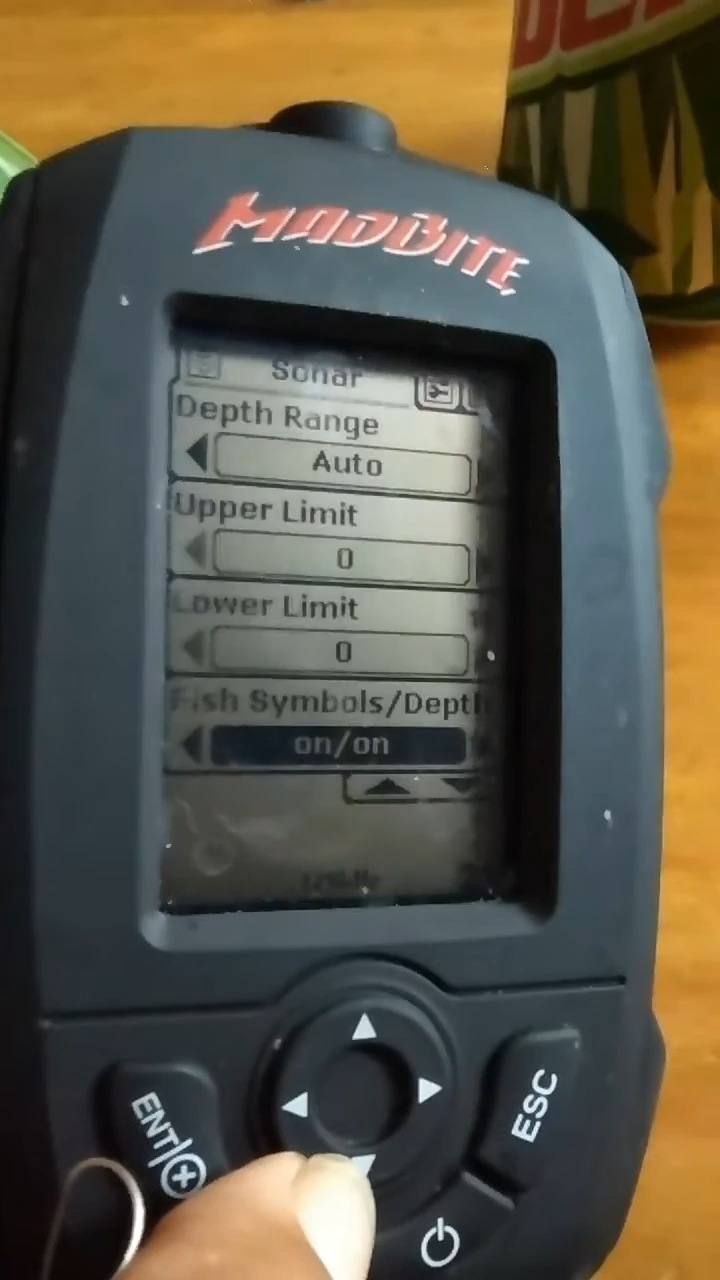 MADBITE
Sonar
Depth Range
Auto
Upper Limit
0
Lower Limit
0
Fish Symbols/Depth
on/on
ENT
ESC